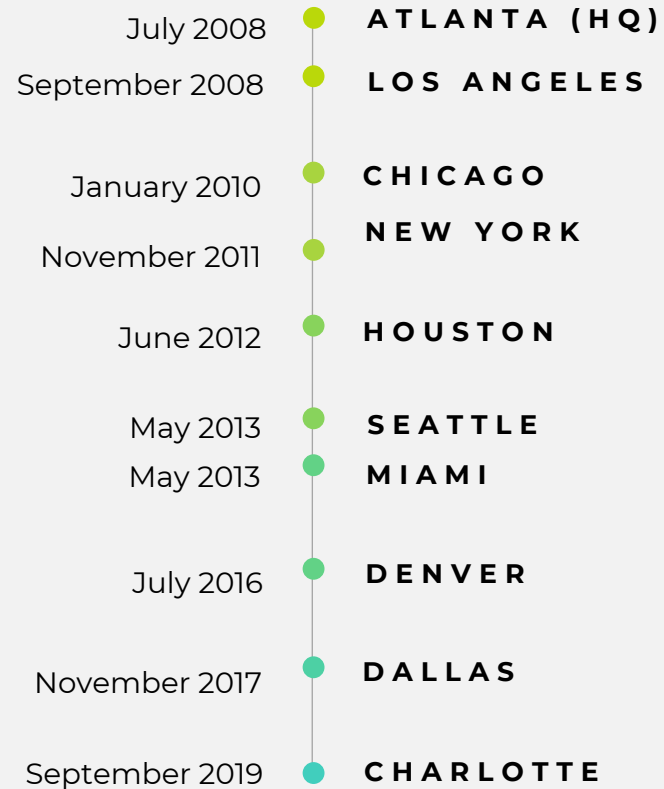 July 2008 ATLANTA (HQ)
September 2008 LOS ANGELES
January 2010 CHICAGO
November 2011 NEW YORK
June 2012 HOUSTON
May 2013 SEATTLE
May 2013 MIAMI
July 2016 DENVER
November 2017 DALLAS
September 2019 CHARLOTTE